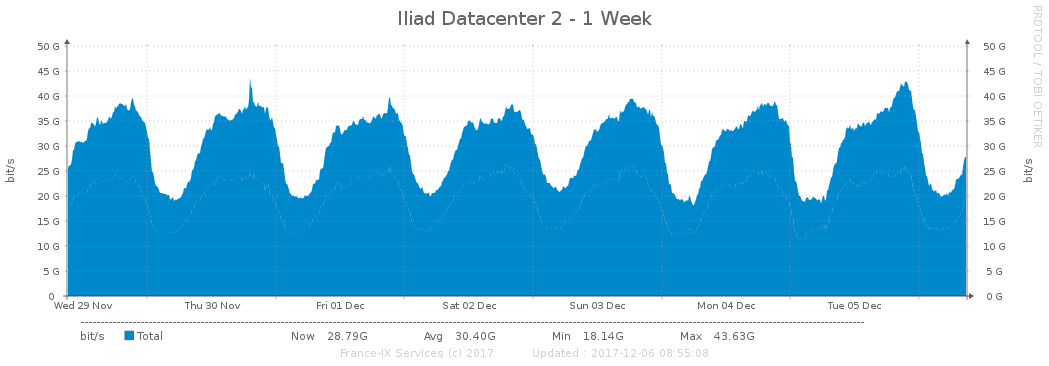 Iliad Datacenter 2 - 1 Week
RRDTOOL / TOBI OETIKER
50 G 50 G
45 G 45 G
40 G 40 G
35 G 35 G
30 G 30 G
25 G 25 G
20 G 20 G
15 G 15 G
10 G 10 G
5 G 5 G
0 0 G
bit/s bit/s
Wed 29 Nov Thu 30 Nov Fri 01 Dec Sat 02 Dec Sun 03 Dec Mon 04 Dec Tue 05 Dec
bit/s Total Now 28.79G Avg 30.40G Min 18.14G Max 43.63G
France-IX Services (c) 2017 Updated : 2017-12-06 08:55:08